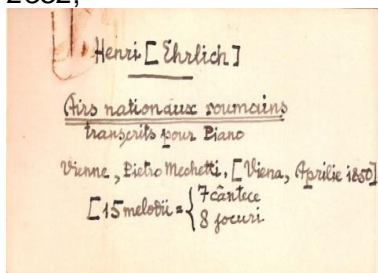 Henri [Ehrlich]
Airs nationaux roumains
transcrits pour Piano
Vienne, Pietro Mechetti, [Viena, Aprilie 1850]
[15 melodii = { 7 cântece
8 jocuri.